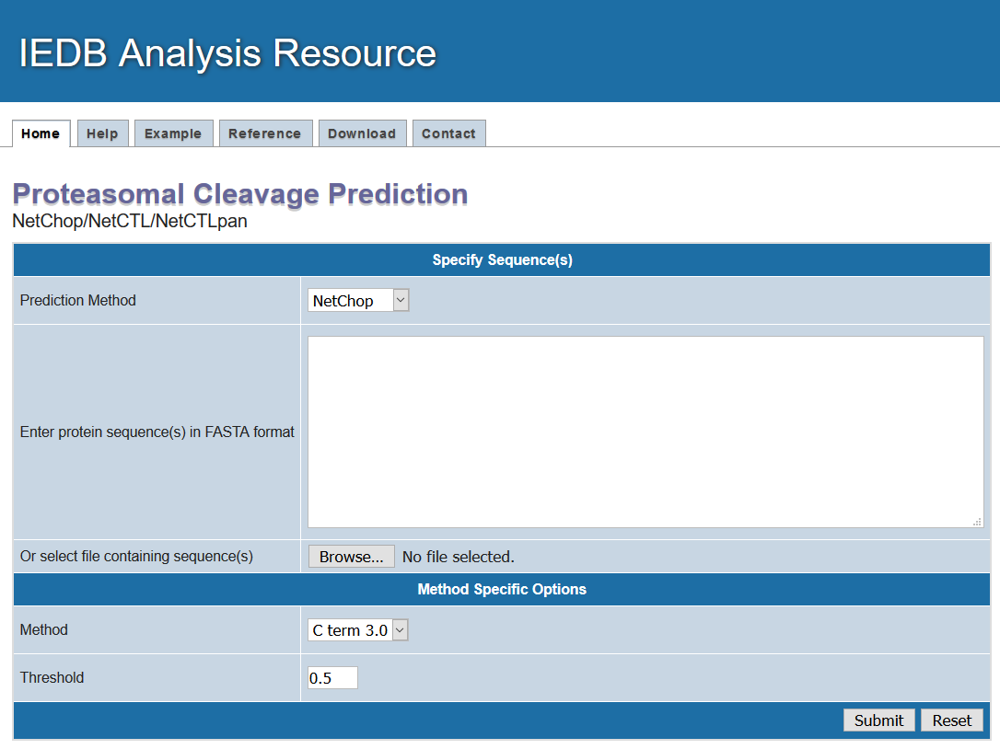 IEDB Analysis Resource
Home Help Example Reference Download Contact
Proteasomal Cleavage Prediction
NetChop/NetCTL/NetCTLpan
Specify Sequence(s)
Prediction Method NetChop
Enter protein sequence(s) in FASTA format
Or select file containing sequence(s) Browse... No file selected.
Method Specific Options
Method C term 3.0
Threshold 0.5
Submit Reset